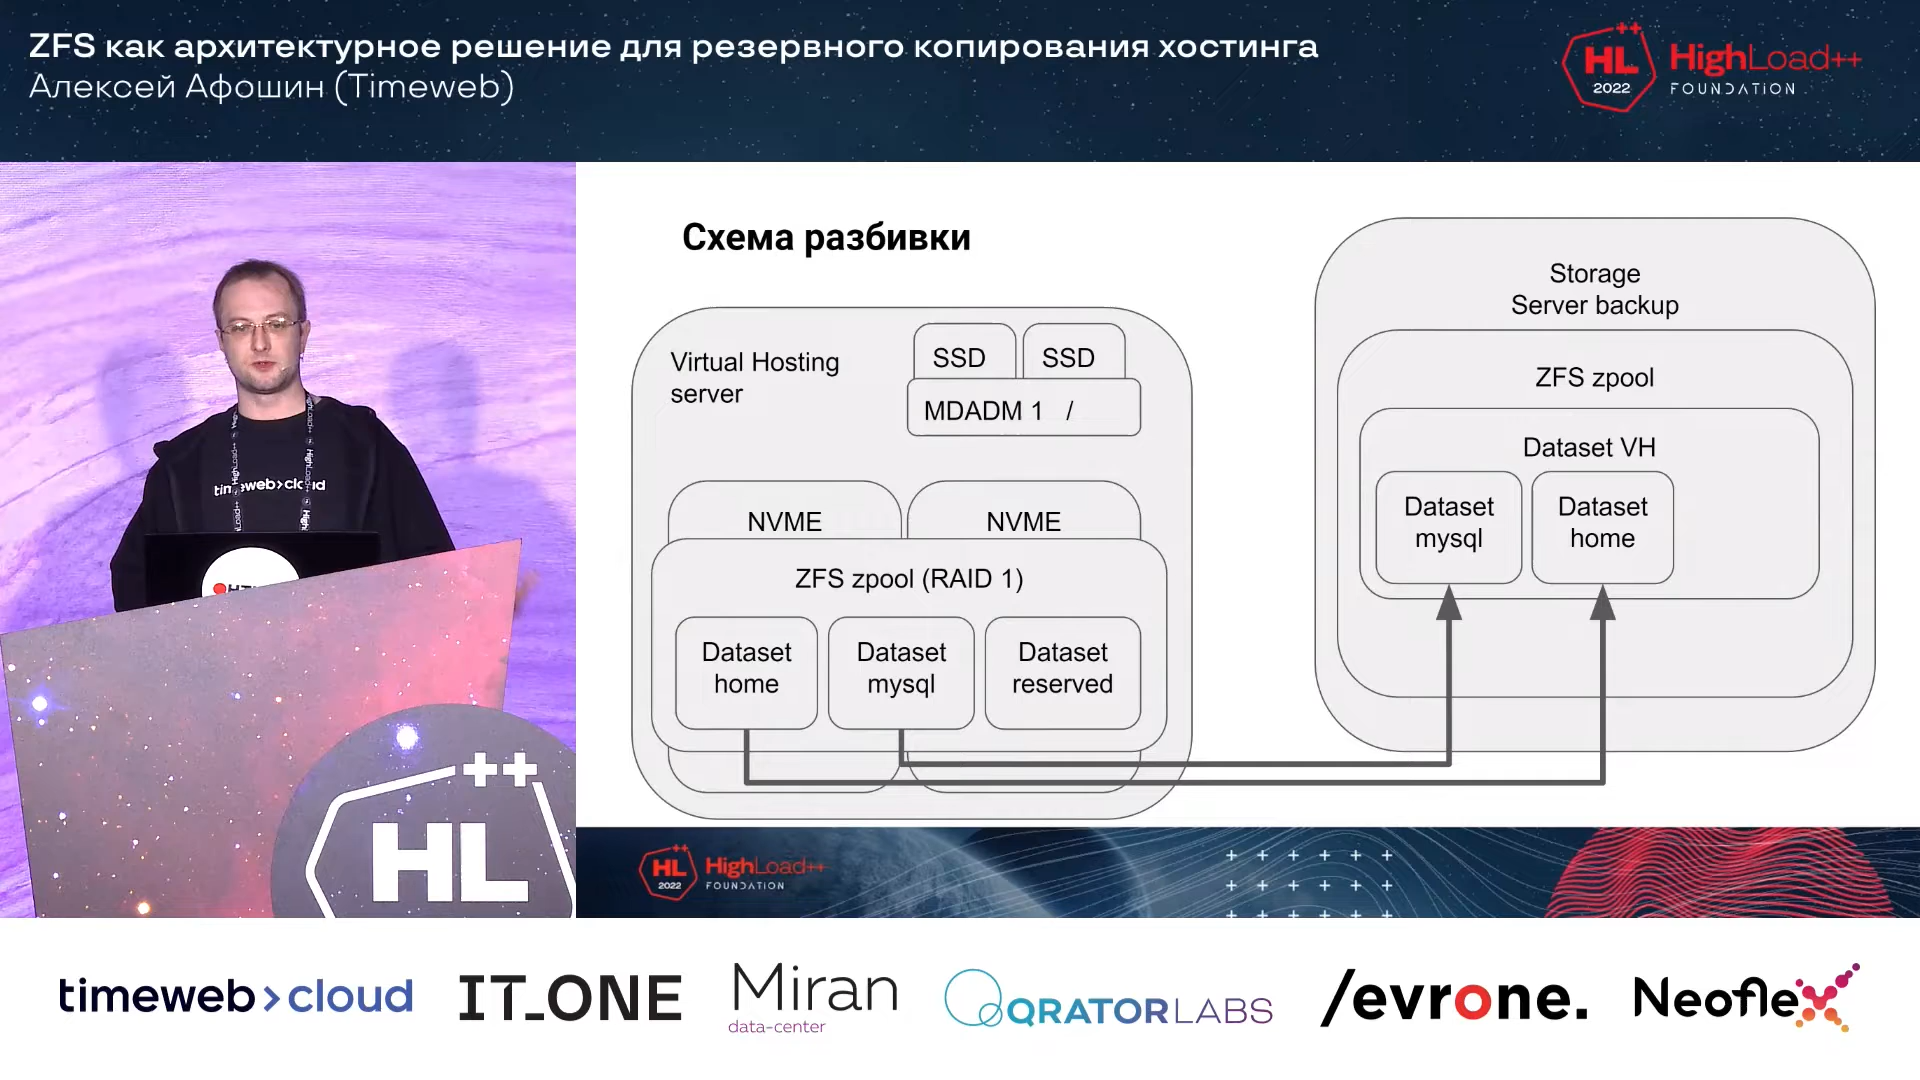 ZFS как архитектурное решение для резервного копирования хостинга
Алексей Афошин (Timeweb)
HL++
2022
HighLoad++
FOUNDATION
timeweb>cloud
HL++
Схема разбивки
Virtual Hosting
server
SSD
SSD
MDADM 1 /
NVME
NVME
ZFS zpool (RAID 1)
Dataset
home
Dataset
mysql
Dataset
reserved
Storage
Server backup
ZFS zpool
Dataset VH
Dataset
mysql
Dataset
home
HL++
2022
HighLoad++
FOUNDATION
timeweb>cloud
IT_ONE
Miran
data-center
QRATORLABS
/evrone.
Neoflex